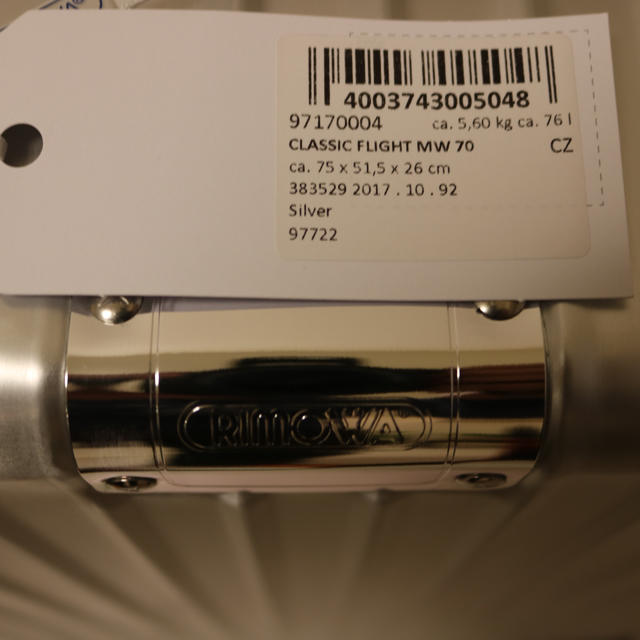 4003743005048
97170004 ca. 5,60 kg ca. 76 l
CLASSIC FLIGHT MW 70 CZ
ca. 75 x 51,5 x 26 cm
383529 2017 . 10 . 92
Silver
97722
RIMOWA